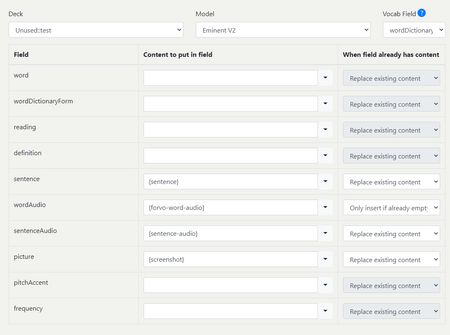 Deck Model Vocab Field ?
Unused::test Eminent V2 wordDictionary
Field Content to put in field When field already has content
word Replace existing content
wordDictionaryForm Replace existing content
reading Replace existing content
definition Replace existing content
sentence {sentence} Replace existing content
wordAudio {forvo-word-audio} Only insert if already empt
sentenceAudio {sentence-audio} Replace existing content
picture {screenshot} Replace existing content
pitchAccent Replace existing content
frequency Replace existing content